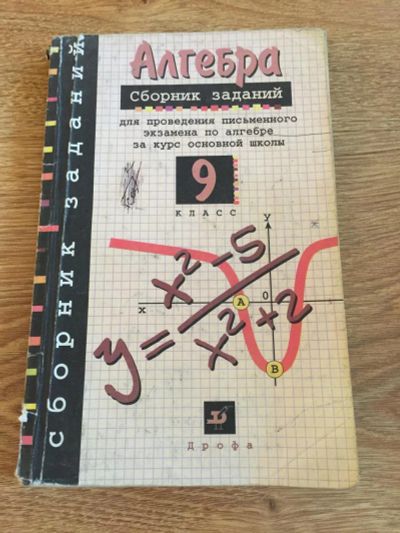 Алгебра
Сборник заданий
для проведения письменного
экзамена по алгебре
за курс основной школы
9
КЛАСС
y = (x² - 5) / (x² + 2)
y
x
A
0
B
Дрофа
Сборник заданий